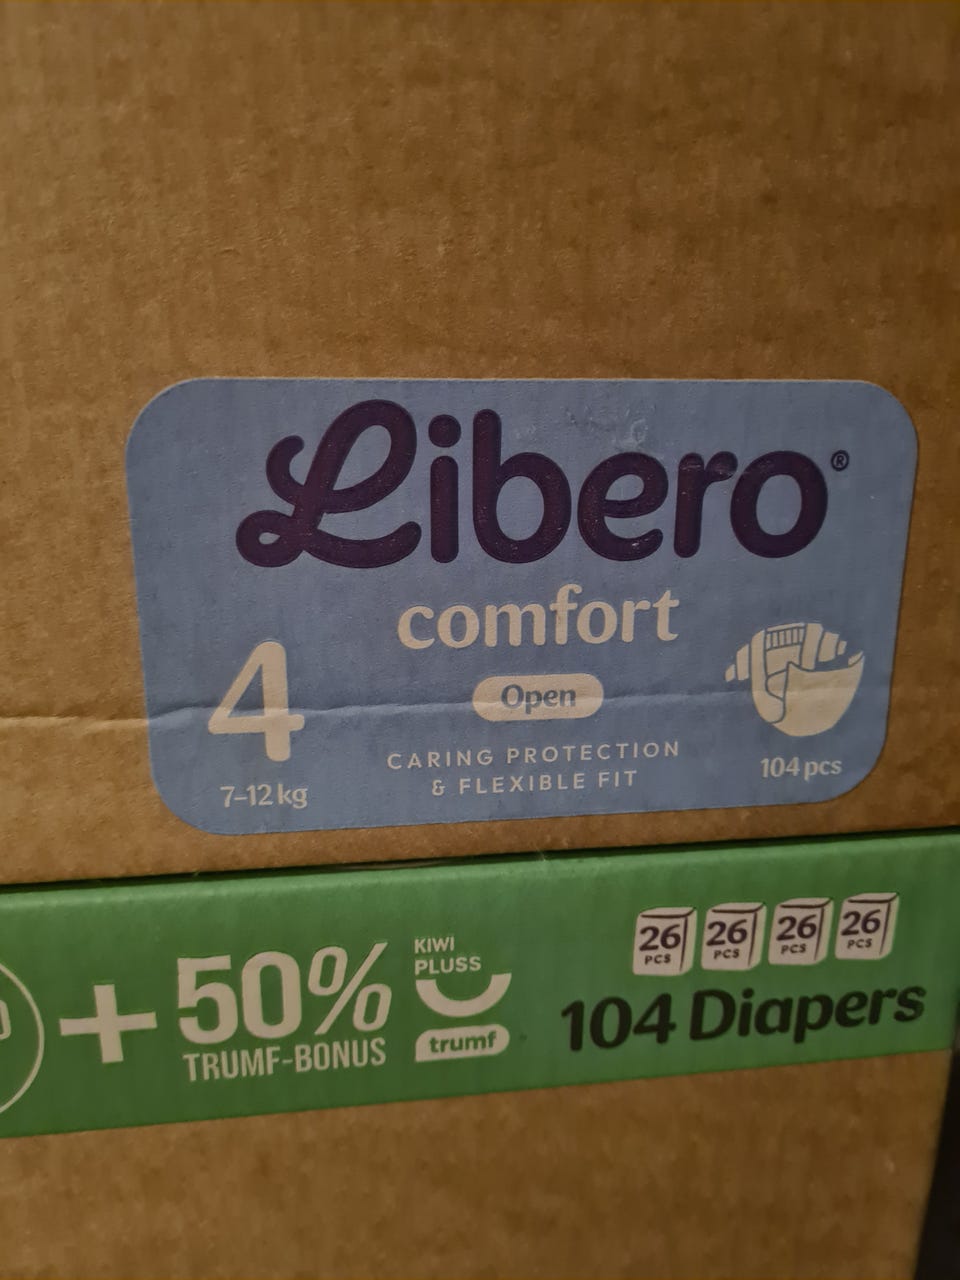 Libero®
comfort
Open
4
7–12 kg
CARING PROTECTION
& FLEXIBLE FIT
104 pcs
+ 50%
TRUMF-BONUS
KIWI
PLUSS
trumf
26 PCS
26 PCS
26 PCS
26 PCS
104 Diapers